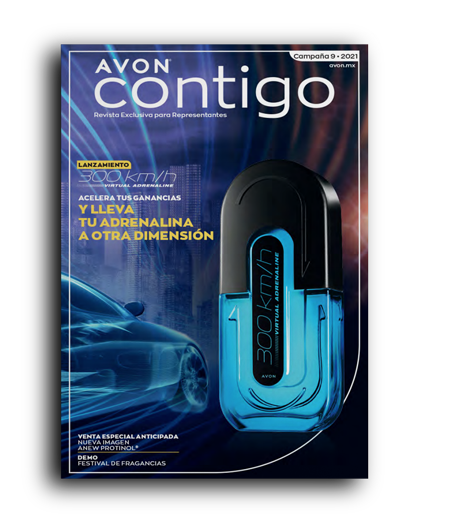 Campaña 9 • 2021
avon.mx
AVON
contigo
Revista Exclusiva para Representantes
LANZAMIENTO
300 km/h
VIRTUAL ADRENALINE
ACELERA TUS GANANCIAS
Y LLEVA
TU ADRENALINA
A OTRA DIMENSIÓN
300 km/h
VIRTUAL ADRENALINE
AVON
VENTA ESPECIAL ANTICIPADA
NUEVA IMAGEN
ANEW PROTINOL®
DEMO
FESTIVAL DE FRAGANCIAS